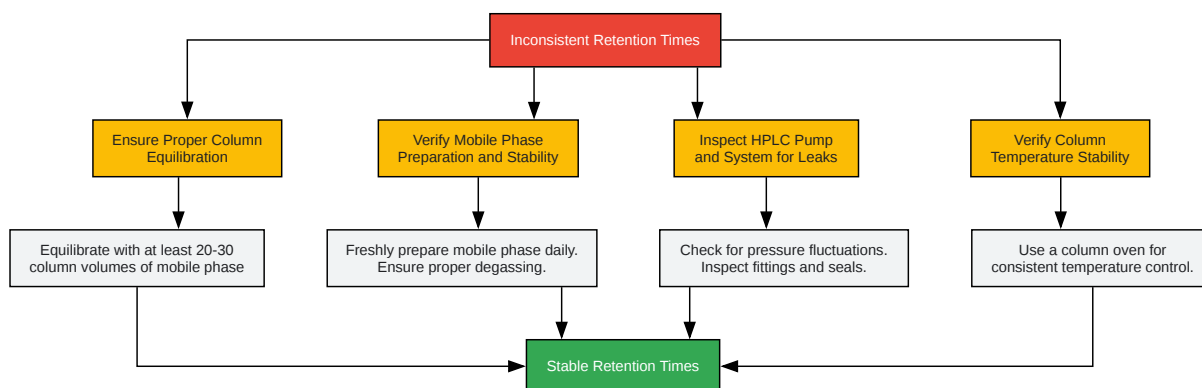 Inconsistent Retention Times
Ensure Proper Column
Equilibration
Verify Mobile Phase
Preparation and Stability
Inspect HPLC Pump
and System for Leaks
Verify Column
Temperature Stability
Equilibrate with at least 20-30
column volumes of mobile phase
Freshly prepare mobile phase daily.
Ensure proper degassing.
Check for pressure fluctuations.
Inspect fittings and seals.
Use a column oven for
consistent temperature control.
Stable Retention Times